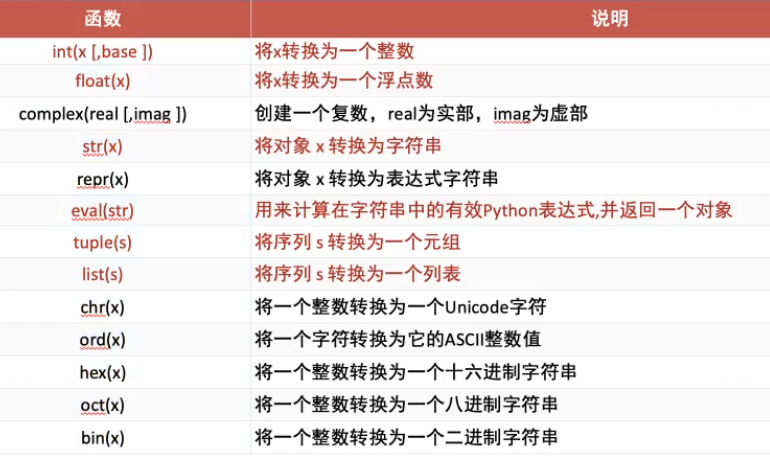 函数 说明
int(x [,base ]) 将x转换为一个整数
float(x) 将x转换为一个浮点数
complex(real [,imag ]) 创建一个复数，real为实部，imag为虚部
str(x) 将对象 x 转换为字符串
repr(x) 将对象 x 转换为表达式字符串
eval(str) 用来计算在字符串中的有效Python表达式,并返回一个对象
tuple(s) 将序列 s 转换为一个元组
list(s) 将序列 s 转换为一个列表
chr(x) 将一个整数转换为一个Unicode字符
ord(x) 将一个字符转换为它的ASCII整数值
hex(x) 将一个整数转换为一个十六进制字符串
oct(x) 将一个整数转换为一个八进制字符串
bin(x) 将一个整数转换为一个二进制字符串